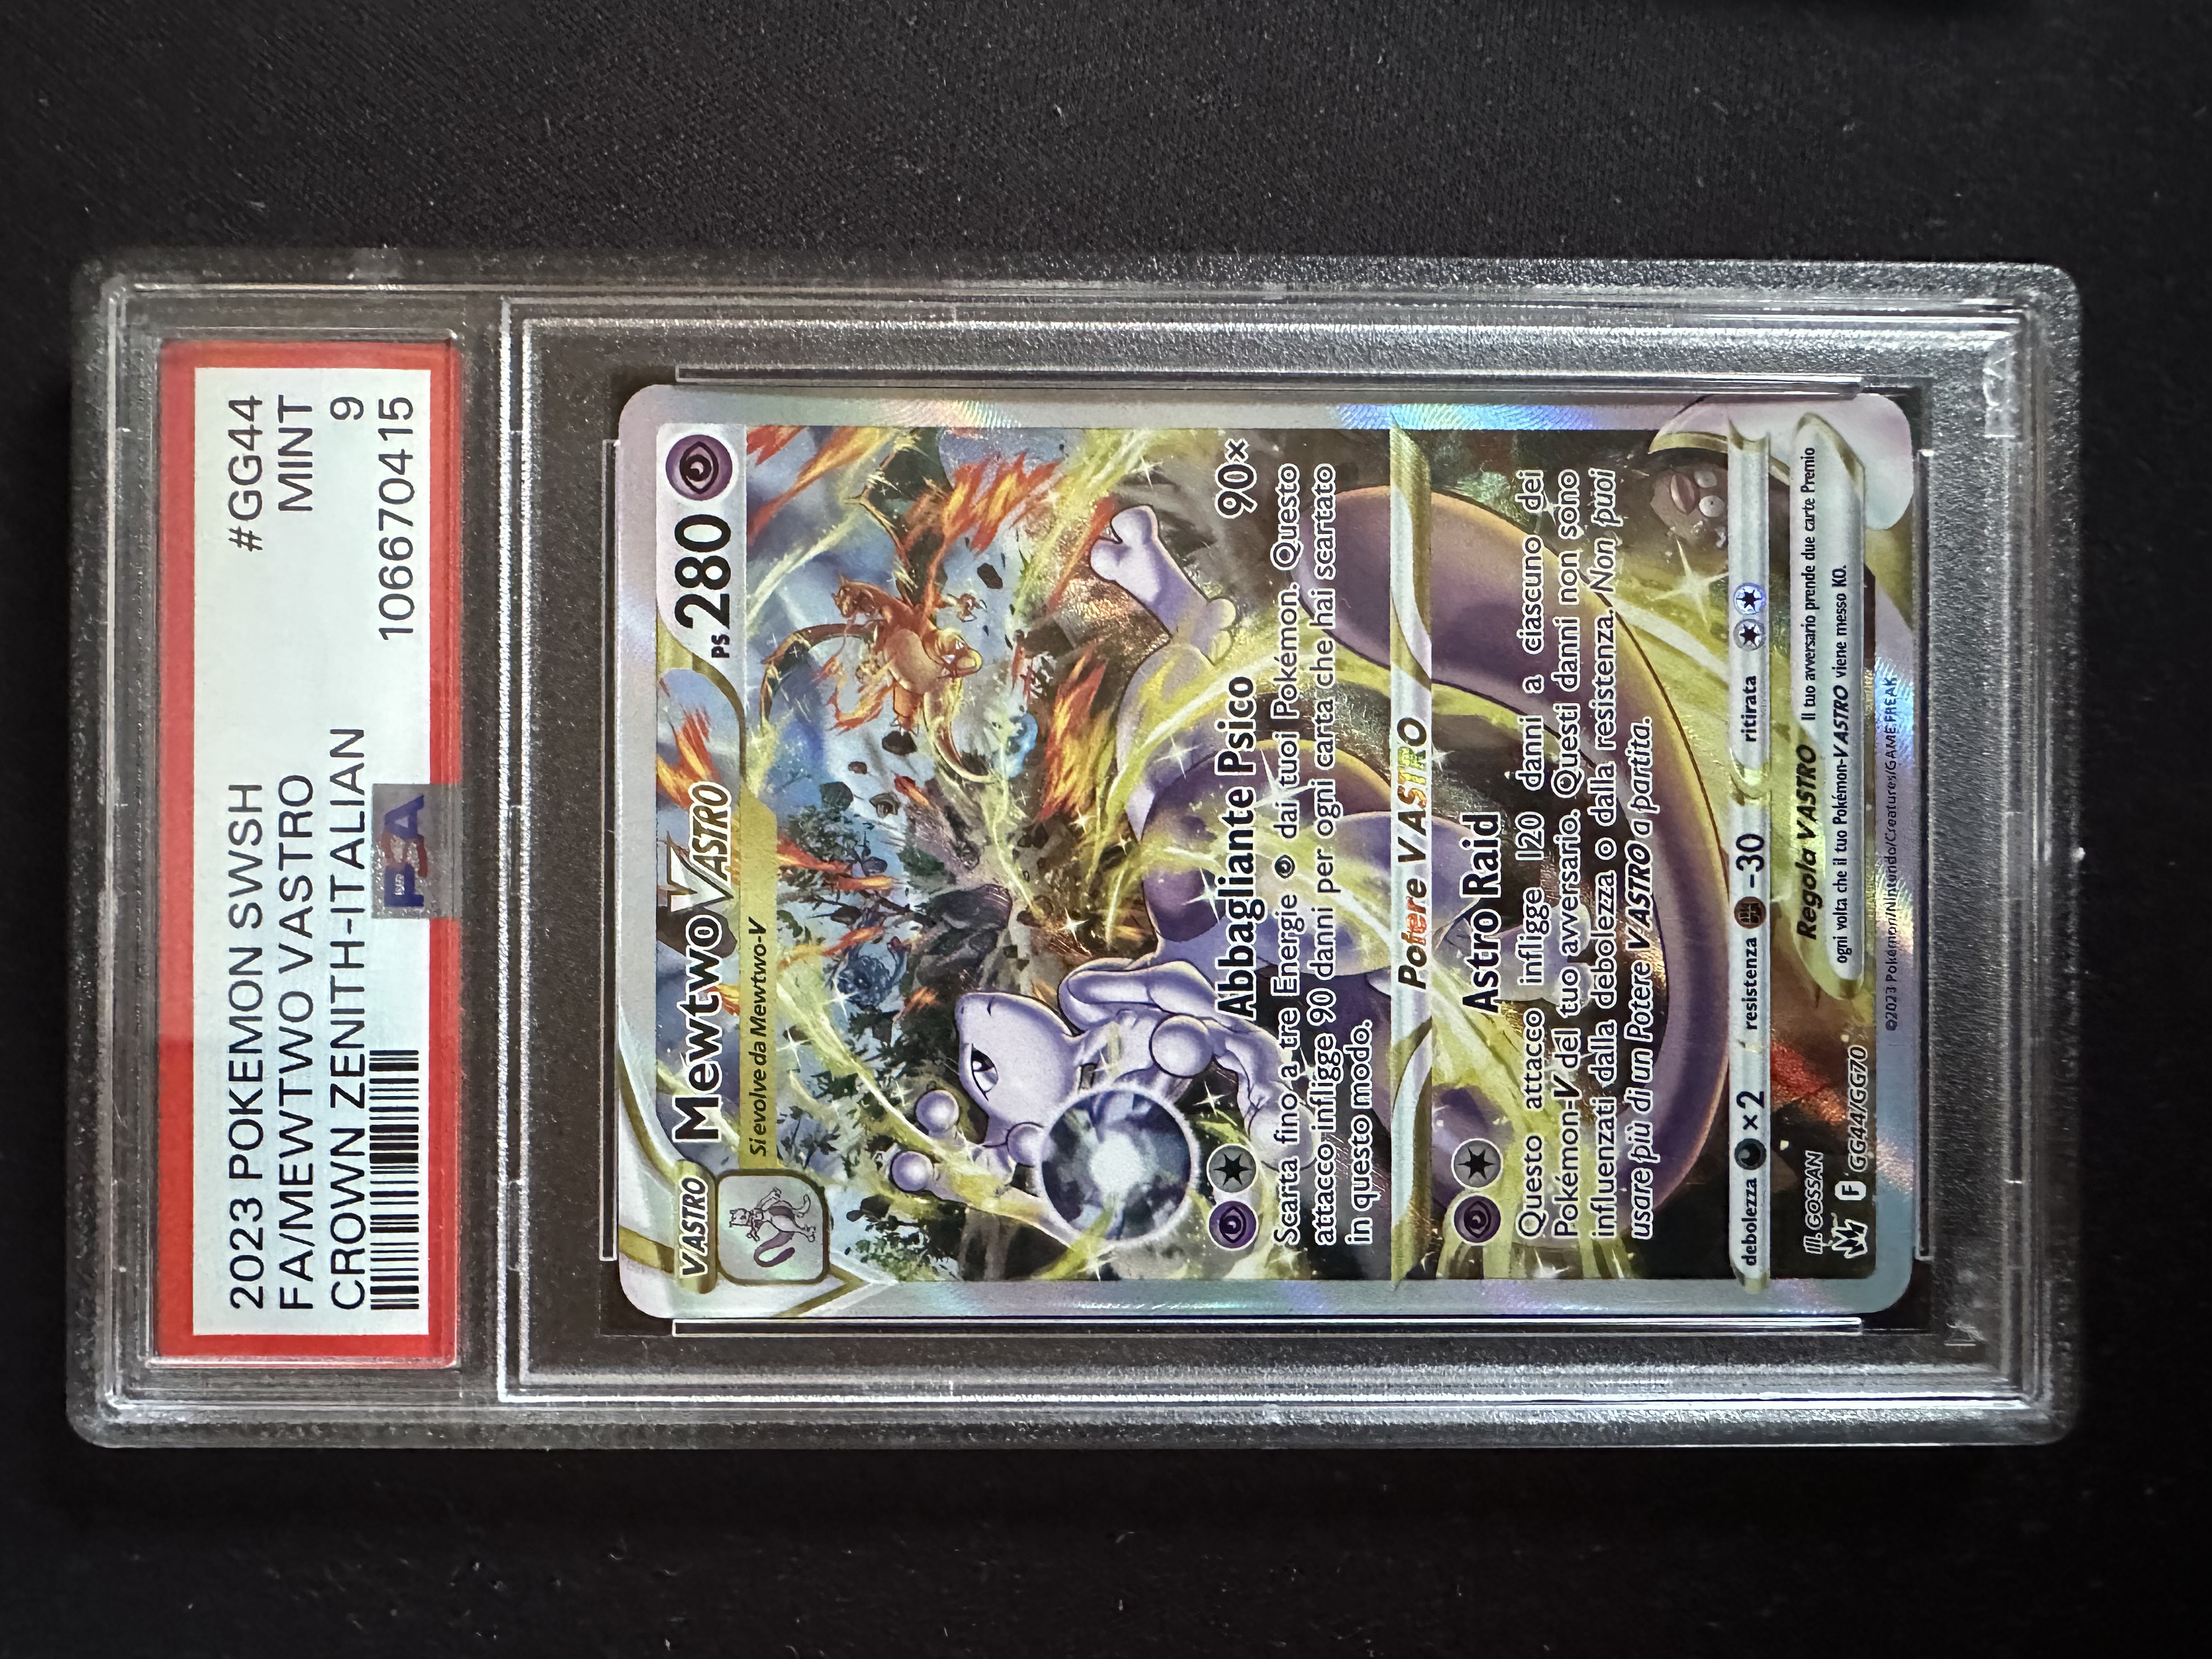 2023 POKEMON SWSH #GG44
FA/MEWTWO VASTRO MINT
CROWN ZENITH-ITALIAN 9
PSA 106670415
VASTRO MewtwoVASTRO PS 280
Si evolve da Mewtwo-V
Abbagliante Psico 90×
Scarta fino a tre Energie dai tuoi Pokémon. Questo
attacco infligge 90 danni per ogni carta che hai scartato
in questo modo.
Potere VASTRO
Astro Raid
Questo attacco infligge 120 danni a ciascuno dei
Pokémon-V del tuo avversario. Questi danni non sono
influenzati dalla debolezza o dalla resistenza. Non puoi
usare più di un Potere VASTRO a partita.
debolezza ×2 resistenza -30 ritirata
Ill. GOSSAN
Regola VASTRO Il tuo avversario prende due carte Premio
ogni volta che il tuo Pokémon-VASTRO viene messo KO.
F GG44/GG70
©2023 Pokémon/Nintendo/Creatures/GAME FREAK